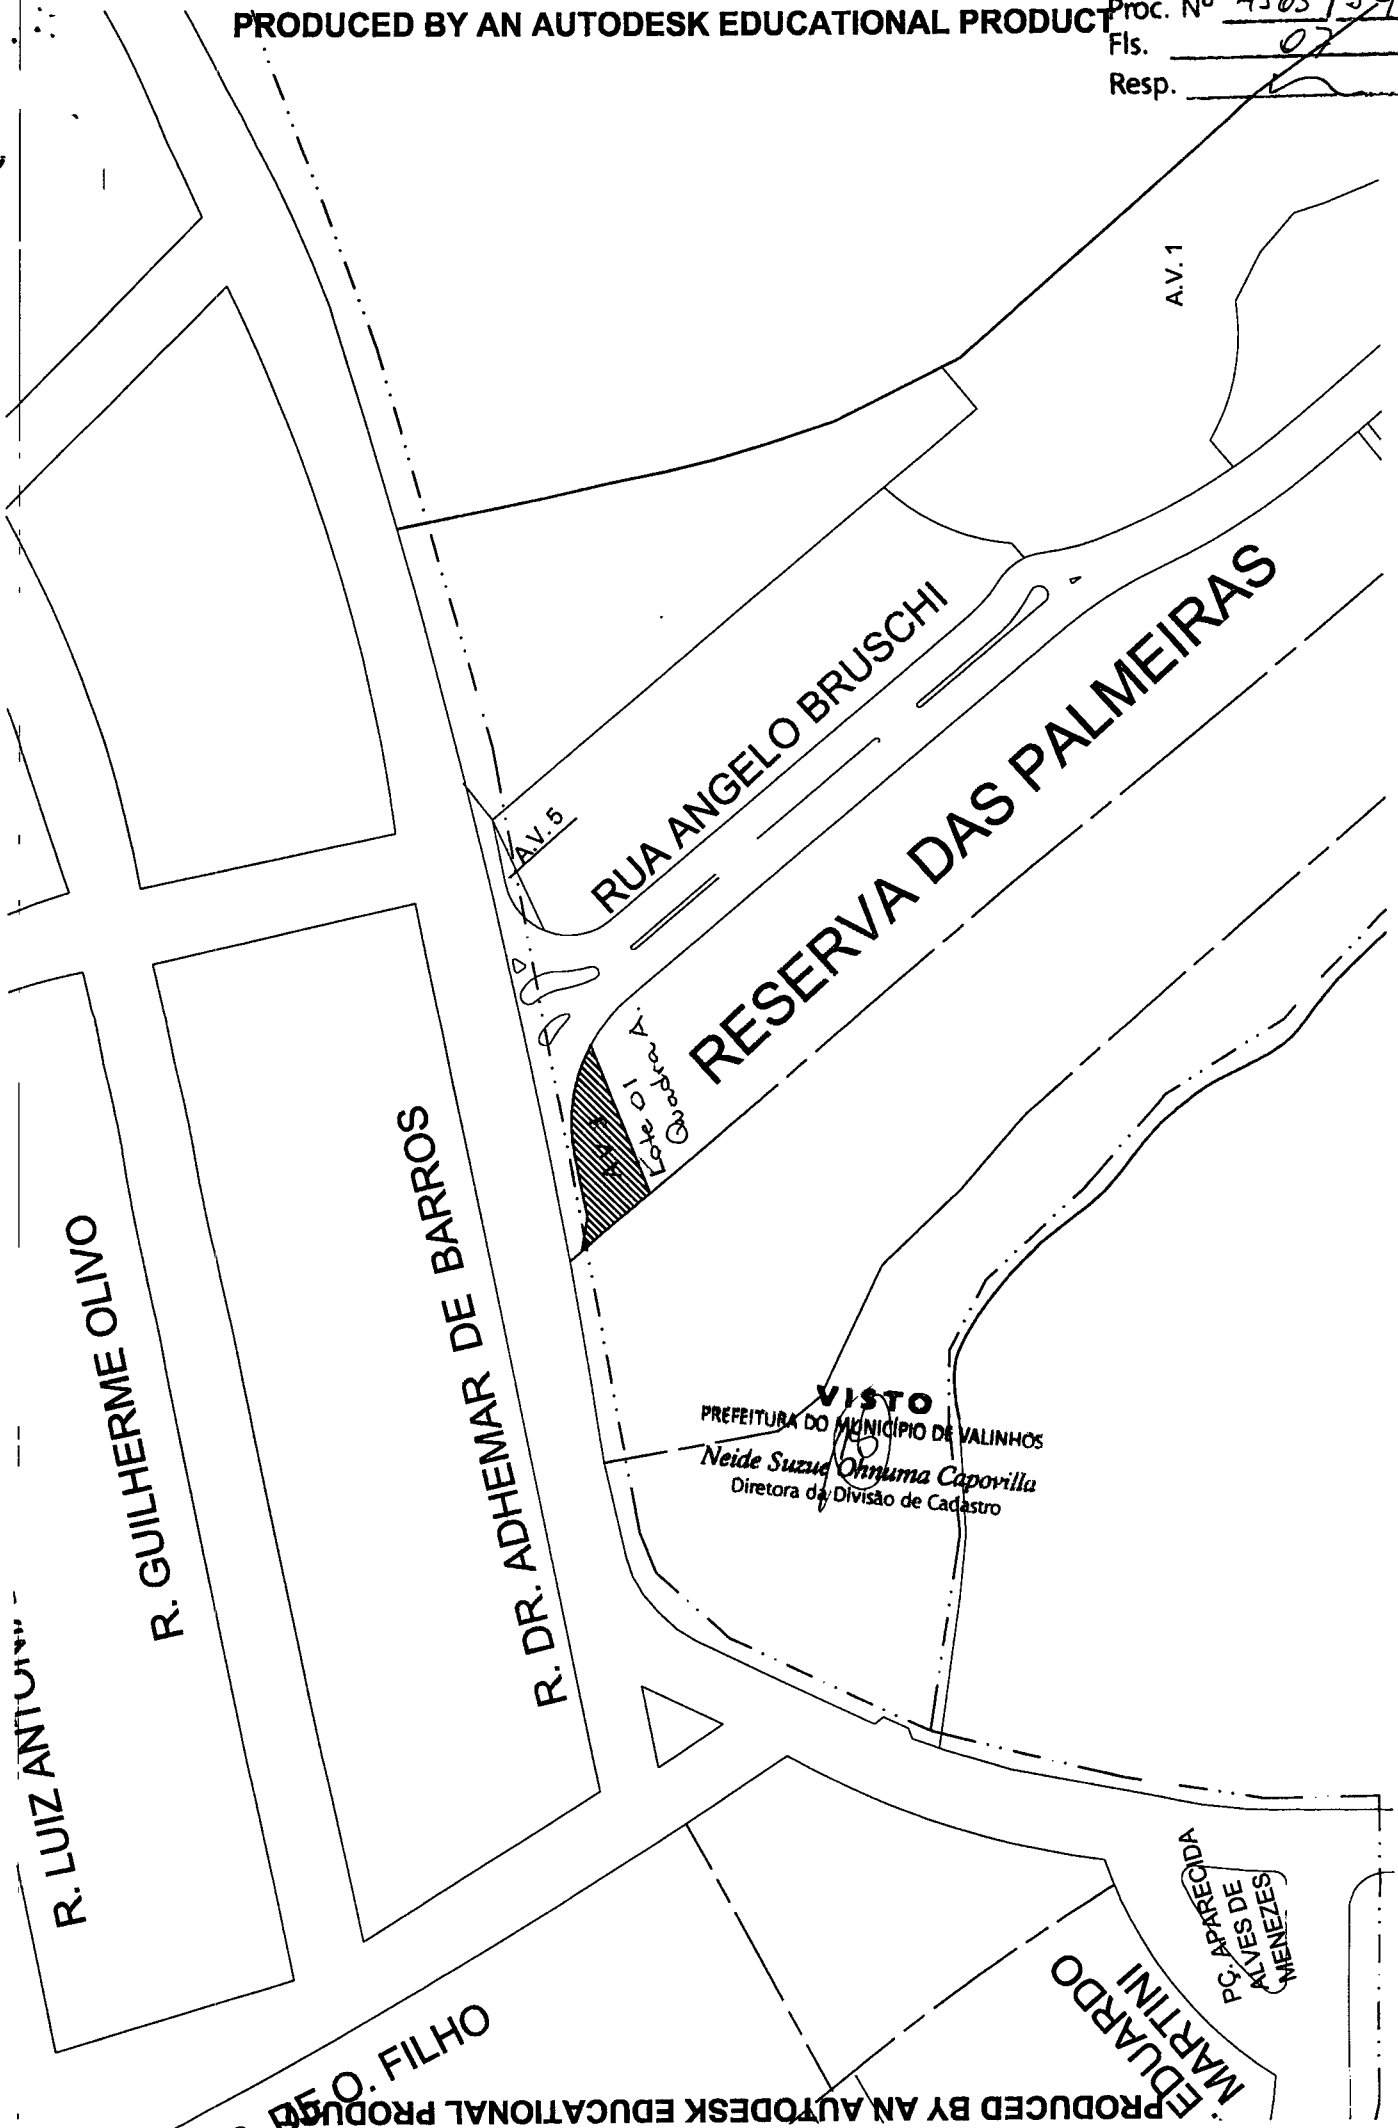 PRODUCED BY AN AUTODESK EDUCATIONAL PRODUCT
Proc. Nº
Fls. 07
Resp.
A.V. 1
A.V. 5
RUA ANGELO BRUSCHI
RESERVA DAS PALMEIRAS
Lote 01
Quadra A.
R. DR. ADHEMAR DE BARROS
R. GUILHERME OLIVO
R. LUIZ
VISTO
PREFEITURA DO MUNICÍPIO DE VALINHOS
Neide Suzue Ohnuma Capovilla
Diretora da Divisão de Cadastro
PÇ. APARECIDA
ALVES DE
MENEZES
EDUARDO
MARTINI
DE O. FILHO
PRODUCED BY AN AUTODESK EDUCATIONAL PRODUCT